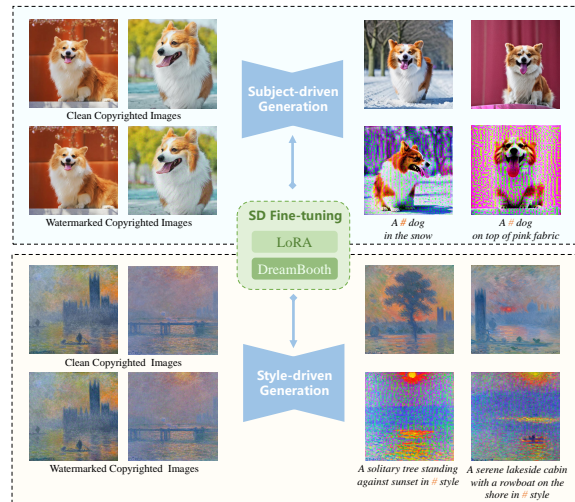 Clean Copyrighted Images
Subject-driven
Generation
Watermarked Copyrighted Images
A # dog
in the snow
A # dog
on top of pink fabric
SD Fine-tuning
LoRA
DreamBooth
Clean Copyrighted Images
Style-driven
Generation
Watermarked Copyrighted Images
A solitary tree standing
against sunset in # style
A serene lakeside cabin
with a rowboat on the
shore in # style